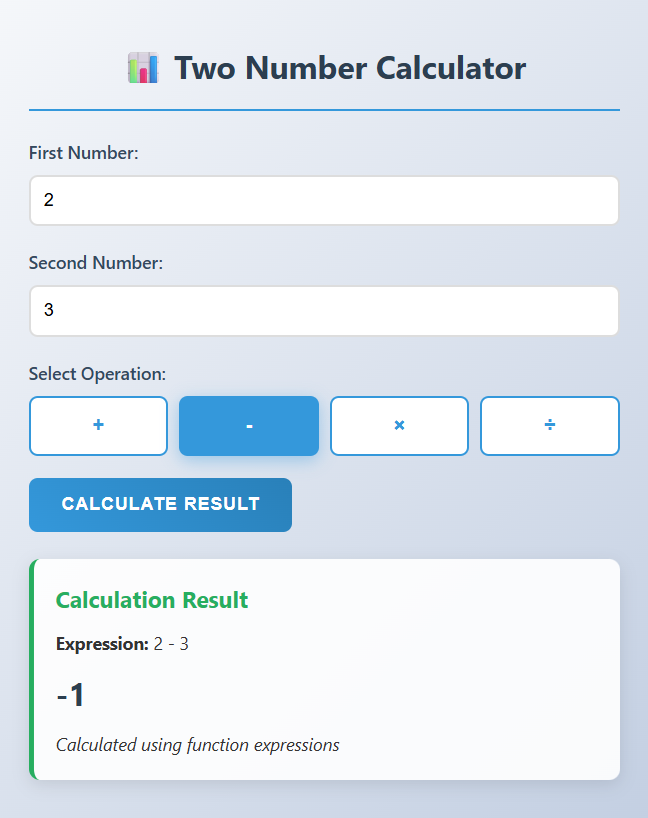 Two Number Calculator
First Number:
2
Second Number:
3
Select Operation:
+ - × ÷
CALCULATE RESULT
Calculation Result
Expression: 2 - 3
-1
Calculated using function expressions